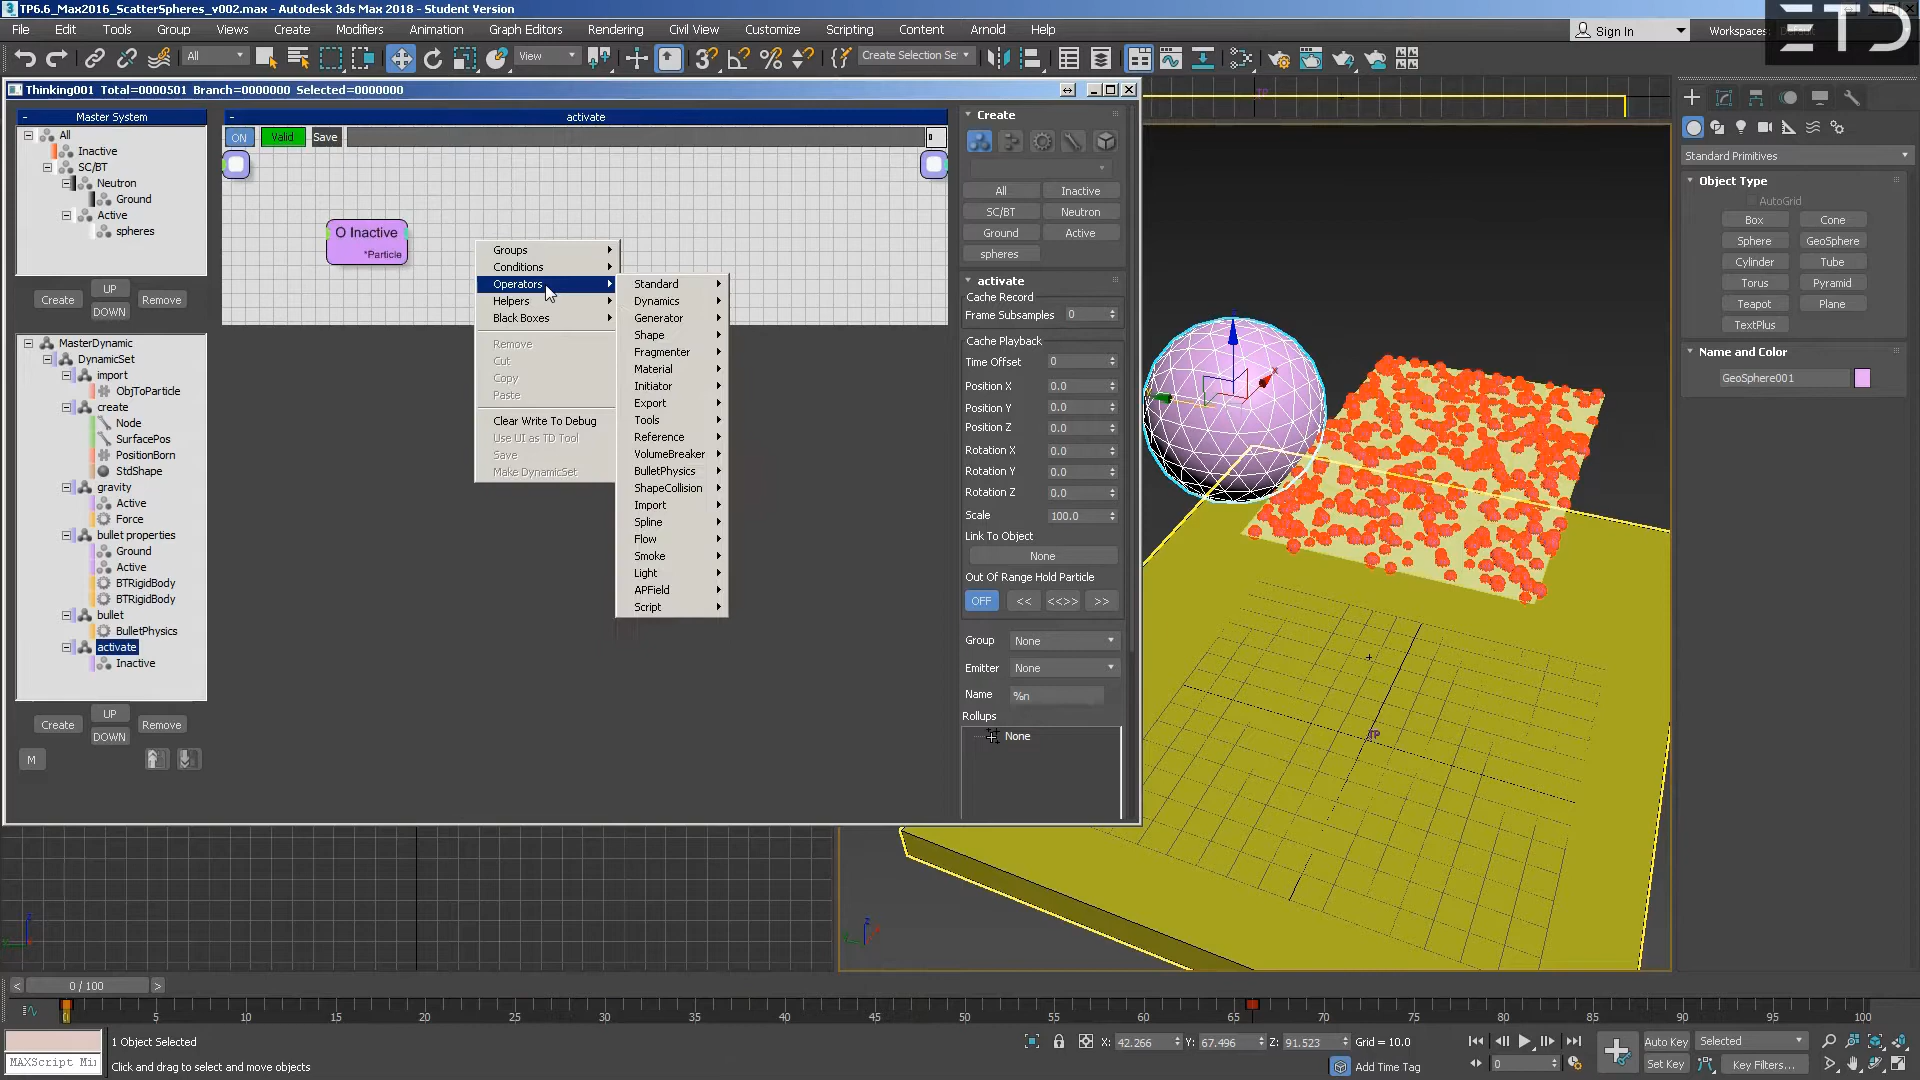 TP6.6_Max2016_ScatterSpheres_v002.max - Autodesk 3ds Max 2018 - Student Version
File Edit Tools Group Views Create Modifiers Animation Graph Editors Rendering Civil View Customize Scripting Content Arnold Help
Sign In Workspaces: Default
ETD
All View Create Selection Se
Thinking001 Total=0000501 Branch=0000000 Selected=0000000
Master System
All
Inactive
SC/BT
Neutron
Ground
Active
spheres
Create UP Remove
DOWN
MasterDynamic
DynamicSet
import
ObjToParticle
create
Node
SurfacePos
PositionBorn
StdShape
gravity
Active
Force
bullet properties
Ground
Active
BTRigidBody
BTRigidBody
bullet
BulletPhysics
activate
Inactive
Create UP Remove
DOWN
M
activate
ON Valid Save
O Inactive
*Particle
Groups
Conditions
Operators
Helpers
Black Boxes
Remove
Cut
Copy
Paste
Clear Write To Debug
Use UI as TD Tool
Save
Make DynamicSet
Standard
Dynamics
Generator
Shape
Fragmenter
Material
Initiator
Export
Tools
Reference
VolumeBreaker
BulletPhysics
ShapeCollision
Import
Spline
Flow
Smoke
Light
APField
Script
Create
All Inactive
SC/BT Neutron
Ground Active
spheres
activate
Cache Record
Frame Subsamples 0
Cache Playback
Time Offset 0
Position X 0.0
Position Y 0.0
Position Z 0.0
Rotation X 0.0
Rotation Y 0.0
Rotation Z 0.0
Scale 100.0
Link To Object
None
Out Of Range Hold Particle
OFF << <<>> >>
Group None
Emitter None
Name %n
Rollups
None
TP
TP
Standard Primitives
Object Type
AutoGrid
Box Cone
Sphere GeoSphere
Cylinder Tube
Torus Pyramid
Teapot Plane
TextPlus
Name and Color
GeoSphere001
< 0 / 100 >
0 5 10 15 20 25 30 35 40 45 50 55 60 65 70 75 80 85 90 95 100
1 Object Selected
X: 42.266 Y: 67.496 Z: 91.523 Grid = 10.0
Auto Key Selected
MAXScript Mi
Click and drag to select and move objects
Add Time Tag
0
Set Key Key Filters...